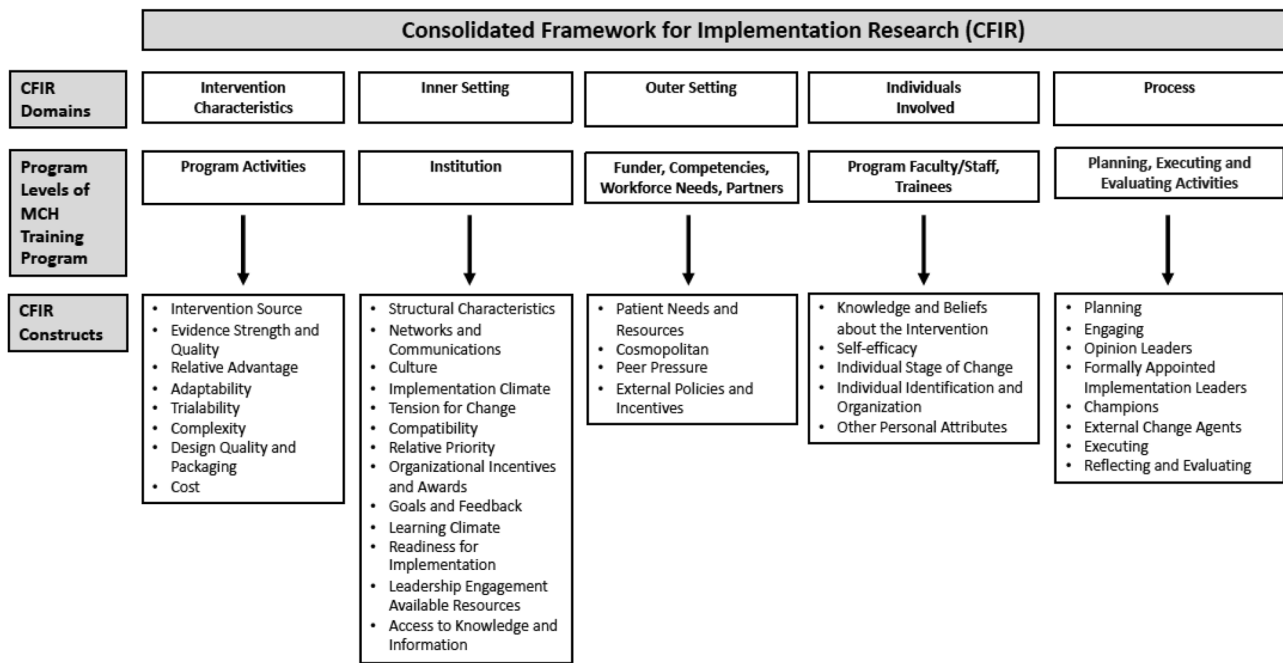 Consolidated Framework for Implementation Research (CFIR)
CFIR
Domains
Intervention
Characteristics
Inner Setting
Outer Setting
Individuals
Involved
Process
Program
Levels of
MCH
Training
Program
Program Activities
Institution
Funder, Competencies,
Workforce Needs, Partners
Program Faculty/Staff,
Trainees
Planning, Executing and
Evaluating Activities
CFIR
Constructs
• Intervention Source
• Evidence Strength and
Quality
• Relative Advantage
• Adaptability
• Trialability
• Complexity
• Design Quality and
Packaging
• Cost
• Structural Characteristics
• Networks and
Communications
• Culture
• Implementation Climate
• Tension for Change
• Compatibility
• Relative Priority
• Organizational Incentives
and Awards
• Goals and Feedback
• Learning Climate
• Readiness for
Implementation
• Leadership Engagement
Available Resources
• Access to Knowledge and
Information
• Patient Needs and
Resources
• Cosmopolitan
• Peer Pressure
• External Policies and
Incentives
• Knowledge and Beliefs
about the Intervention
• Self-efficacy
• Individual Stage of Change
• Individual Identification and
Organization
• Other Personal Attributes
• Planning
• Engaging
• Opinion Leaders
• Formally Appointed
Implementation Leaders
• Champions
• External Change Agents
• Executing
• Reflecting and Evaluating